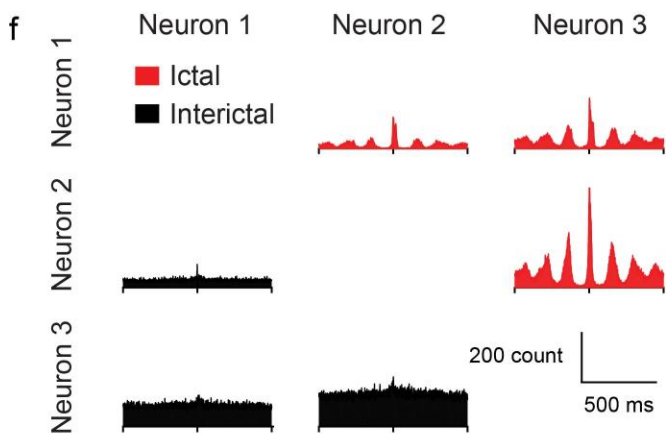 f
Neuron 1
Neuron 2
Neuron 3
Neuron 1
Ictal
Interictal
Neuron 2
Neuron 3
200 count
500 ms